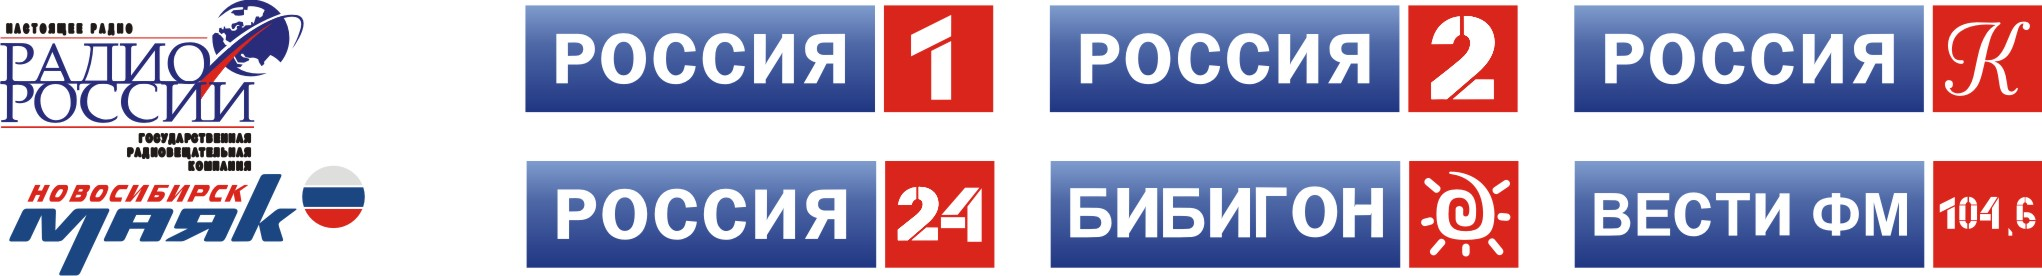 НАСТОЯЩЕЕ РАДИО
РАДИО
РОССИИ
ГОСУДАРСТВЕННАЯ
РАДИОВЕЩАТЕЛЬНАЯ
КОМПАНИЯ
НОВОСИБИРСК
маяк
РОССИЯ 1
РОССИЯ 2
РОССИЯ К
РОССИЯ 24
БИБИГОН
ВЕСТИ ФМ 104,6